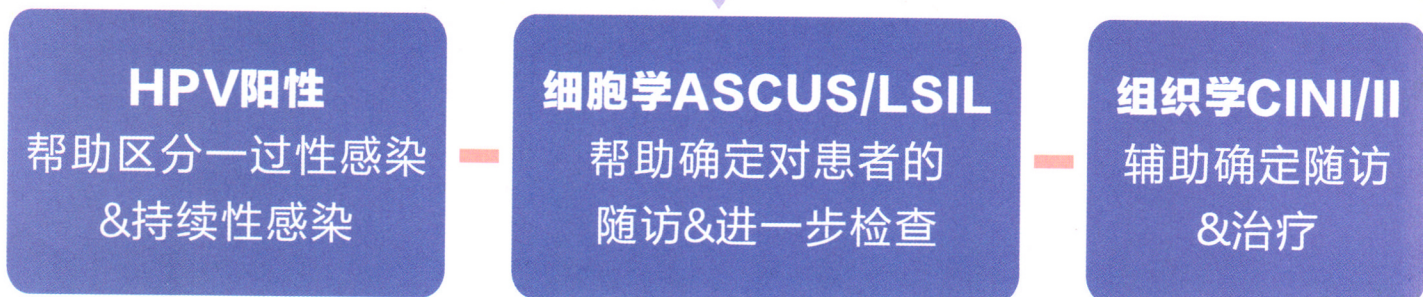 HPV阳性
帮助区分一过性感染
&持续性感染
细胞学ASCUS/LSIL
帮助确定对患者的
随访&进一步检查
组织学CINI/II
辅助确定随访
&治疗